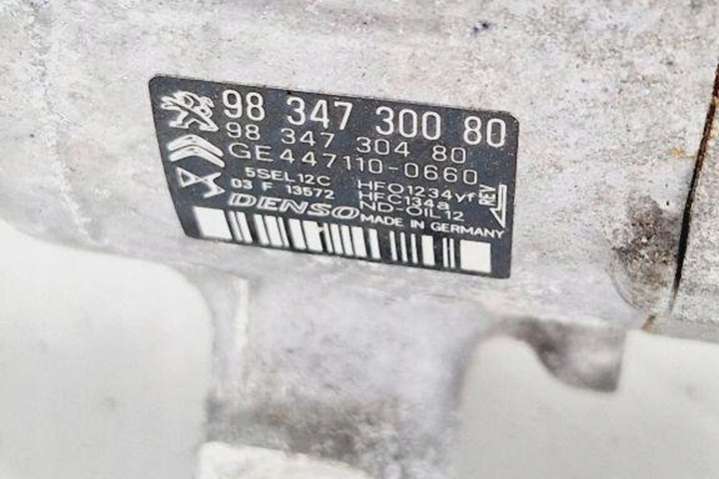 98 347 300 80
98 347 304 80
GE447110-0660
5SEL12C
03 F 13572
HFO1234yf
HFC134a
ND-OIL12
REV
DENSO
MADE IN GERMANY